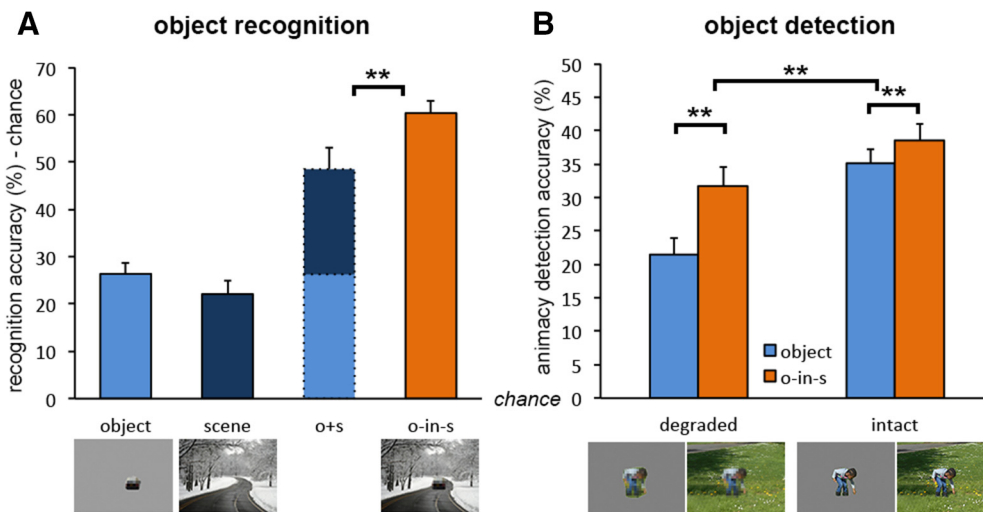 A
object recognition
recognition accuracy (%) - chance
70
60
50
40
30
20
10
0
**
object
scene
o+s
o-in-s
chance
B
object detection
animacy detection accuracy (%)
50
45
40
35
30
25
20
15
10
5
0
**
**
**
object
o-in-s
degraded
intact